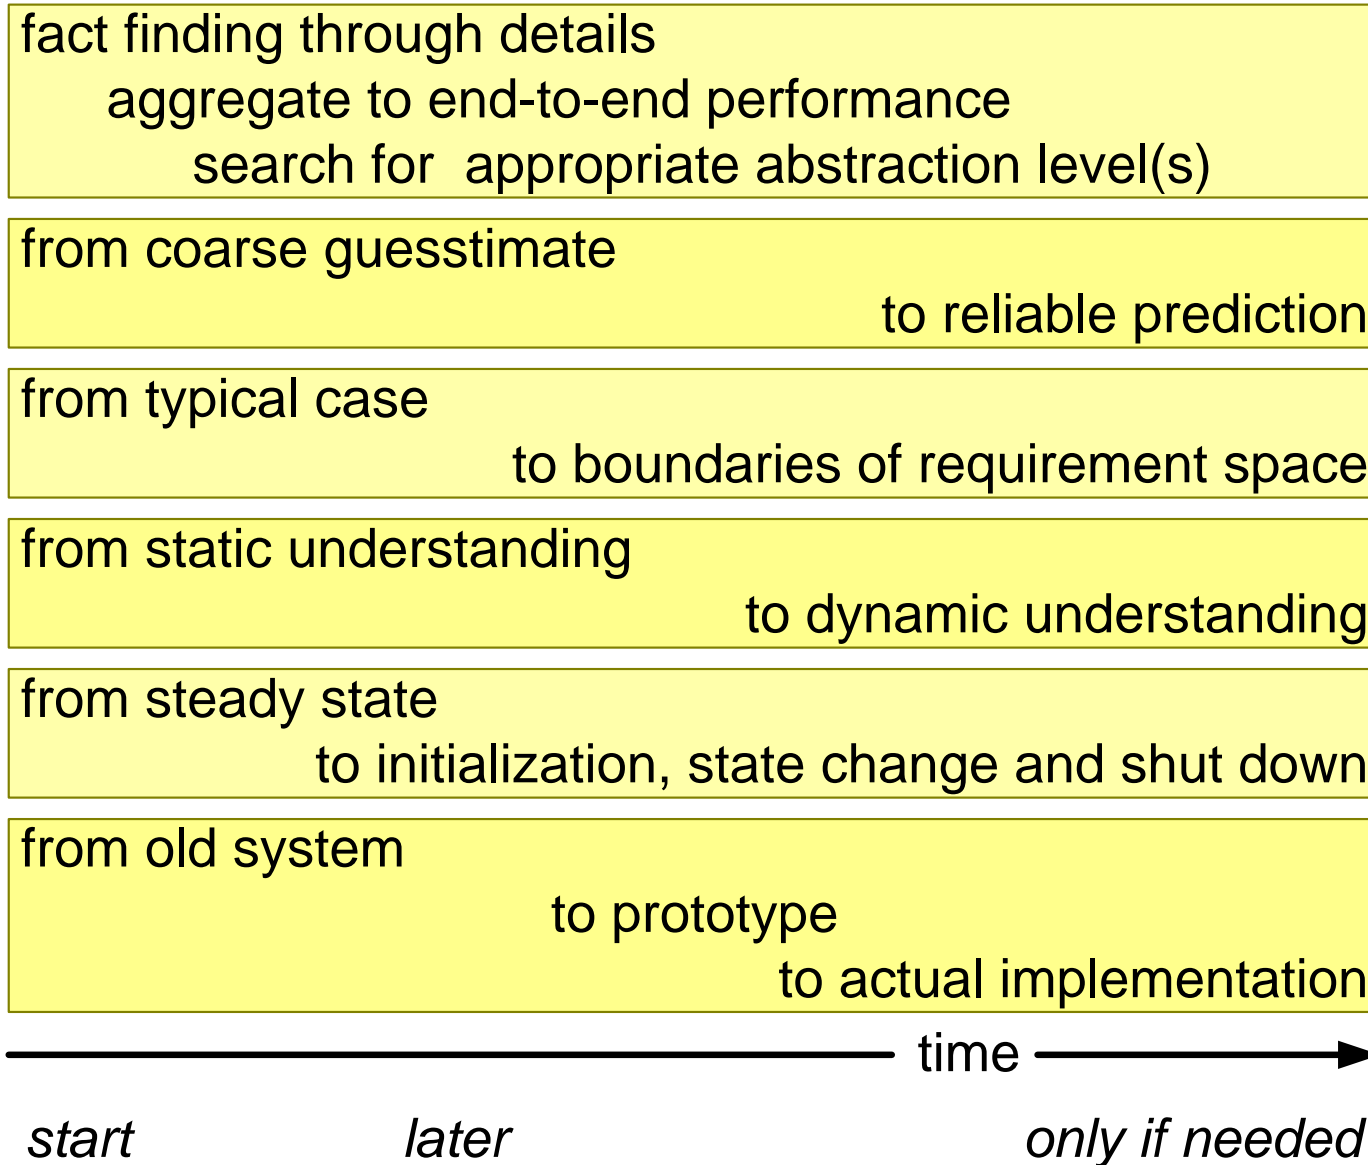 fact finding through details
aggregate to end-to-end performance
search for  appropriate abstraction level(s)
from coarse guesstimate
to reliable prediction
from typical case
to boundaries of requirement space
from static understanding
to dynamic understanding
from steady state
to initialization, state change and shut down
from old system
to prototype
to actual implementation
time
start later only if needed